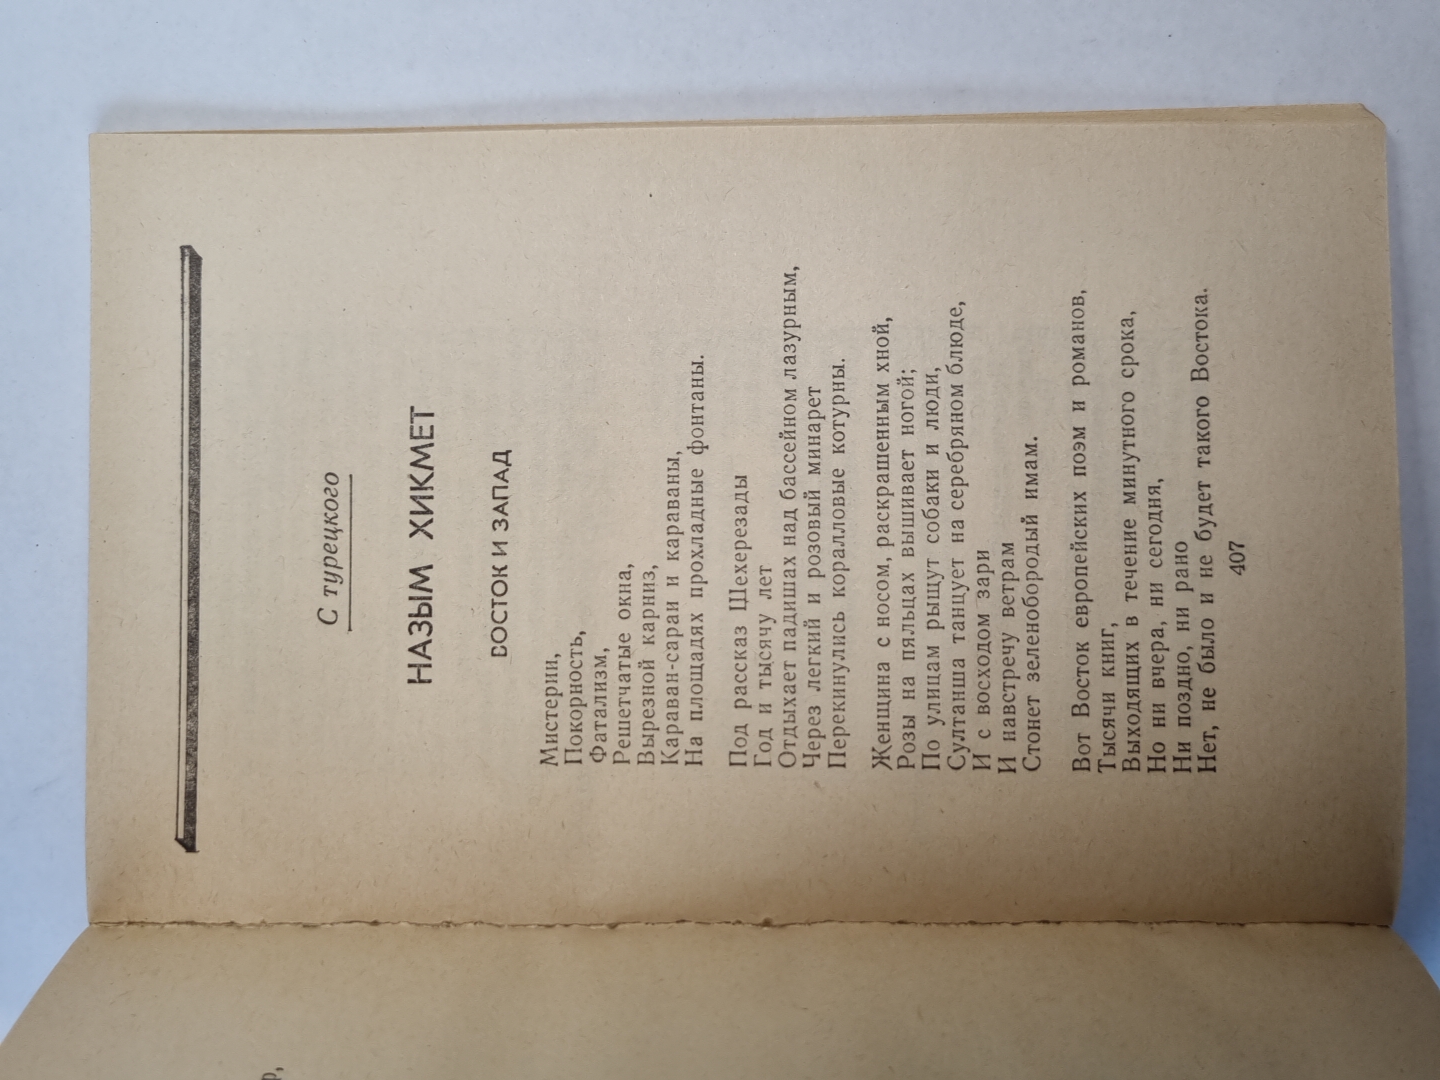 С турецкого
НАЗЫМ ХИКМЕТ
ВОСТОК И ЗАПАД
Мистерии,
Покорность,
Фатализм,
Решетчатые окна,
Вырезной карниз,
Караван-сараи и караваны,
На площадях прохладные фонтаны.
Под рассказ Шехерезады
Год и тысячу лет
Отдыхает падишах над бассейном лазурным,
Через легкий и розовый минарет
Перекинулись коралловые котурны.
Женщина с носом, раскрашенным хной,
Розы на пяльцах вышивает ногой;
По улицам рыщут собаки и люди,
Султанша танцует на серебряном блюде,
И с восходом зари
И навстречу ветрам
Стонет зеленобородый имам.
Вот Восток европейских поэм и романов,
Тысячи книг,
Выходящих в течение минутного срока,
Но ни вчера, ни сегодня,
Ни поздно, ни рано
Нет, не было и не будет такого Востока.
407